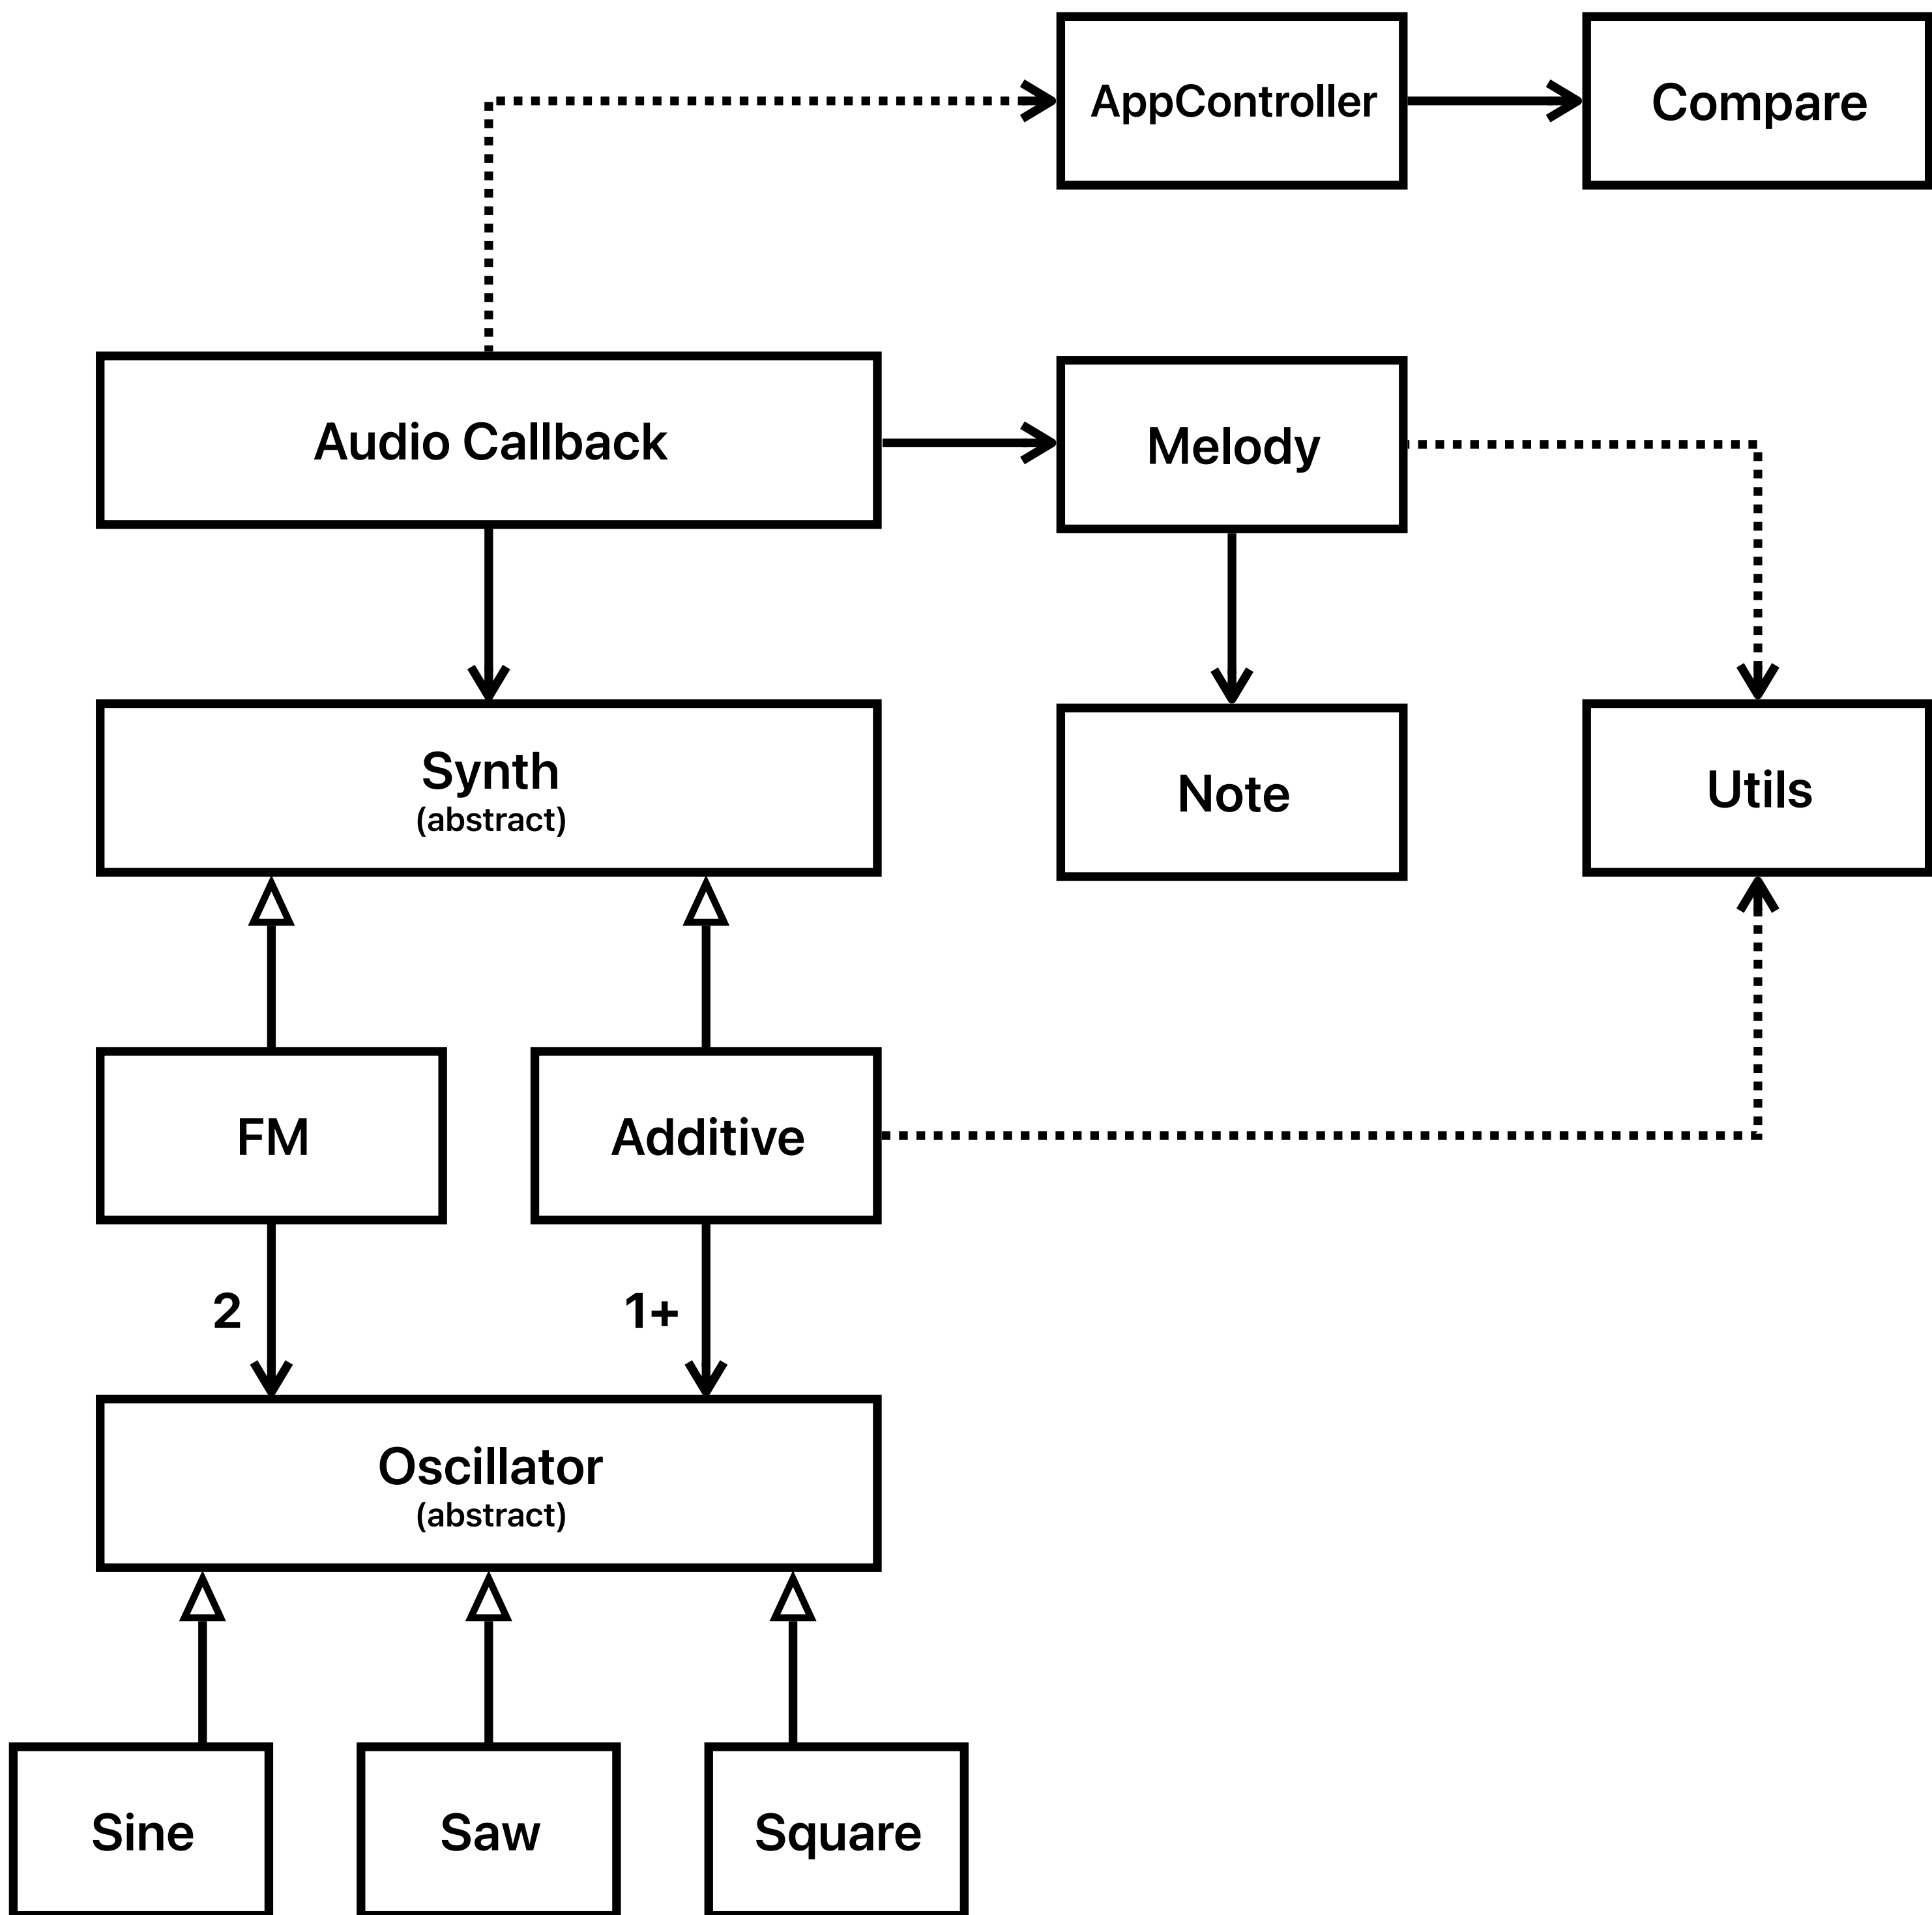 AppController
Compare
Audio Callback
Melody
Synth
(abstract)
Note
Utils
FM
Additive
2
1+
Oscillator
(abstract)
Sine
Saw
Square